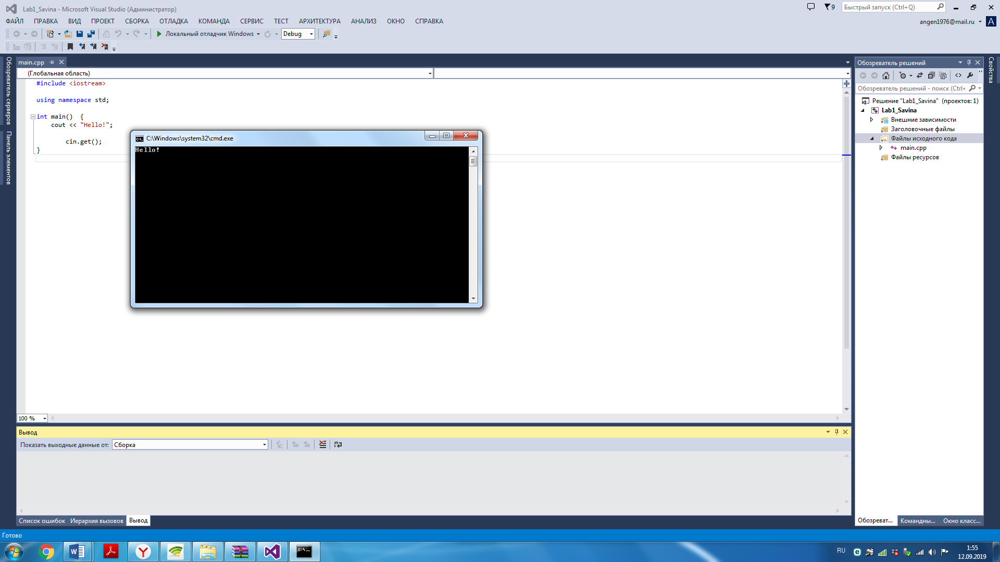 Lab1_Savina - Microsoft Visual Studio (Администратор)
9
Быстрый запуск (Ctrl+Q)
ФАЙЛ ПРАВКА ВИД ПРОЕКТ СБОРКА ОТЛАДКА КОМАНДА СЕРВИС ТЕСТ АРХИТЕКТУРА АНАЛИЗ ОКНО СПРАВКА
angen1976@mail.ru
A
Локальный отладчик Windows
Debug
Обозреватель серверов
Панель элементов
main.cpp
(Глобальная область)
#include <iostream>
using namespace std;
int main()  {
cout << "Hello!";
cin.get();
}
C:\Windows\system32\cmd.exe
Hello!
100 %
Вывод
Показать выходные данные от: Сборка
Список ошибок Иерархия вызовов Вывод
Обозреватель решений
Обозреватель решений - поиск (Ctrl+
Решение "Lab1_Savina" (проектов: 1)
Lab1_Savina
Внешние зависимости
Заголовочные файлы
Файлы исходного кода
main.cpp
Файлы ресурсов
Обозреват... Командны... Окно класс...
Свойства
Готово
RU
1:55
12.09.2019